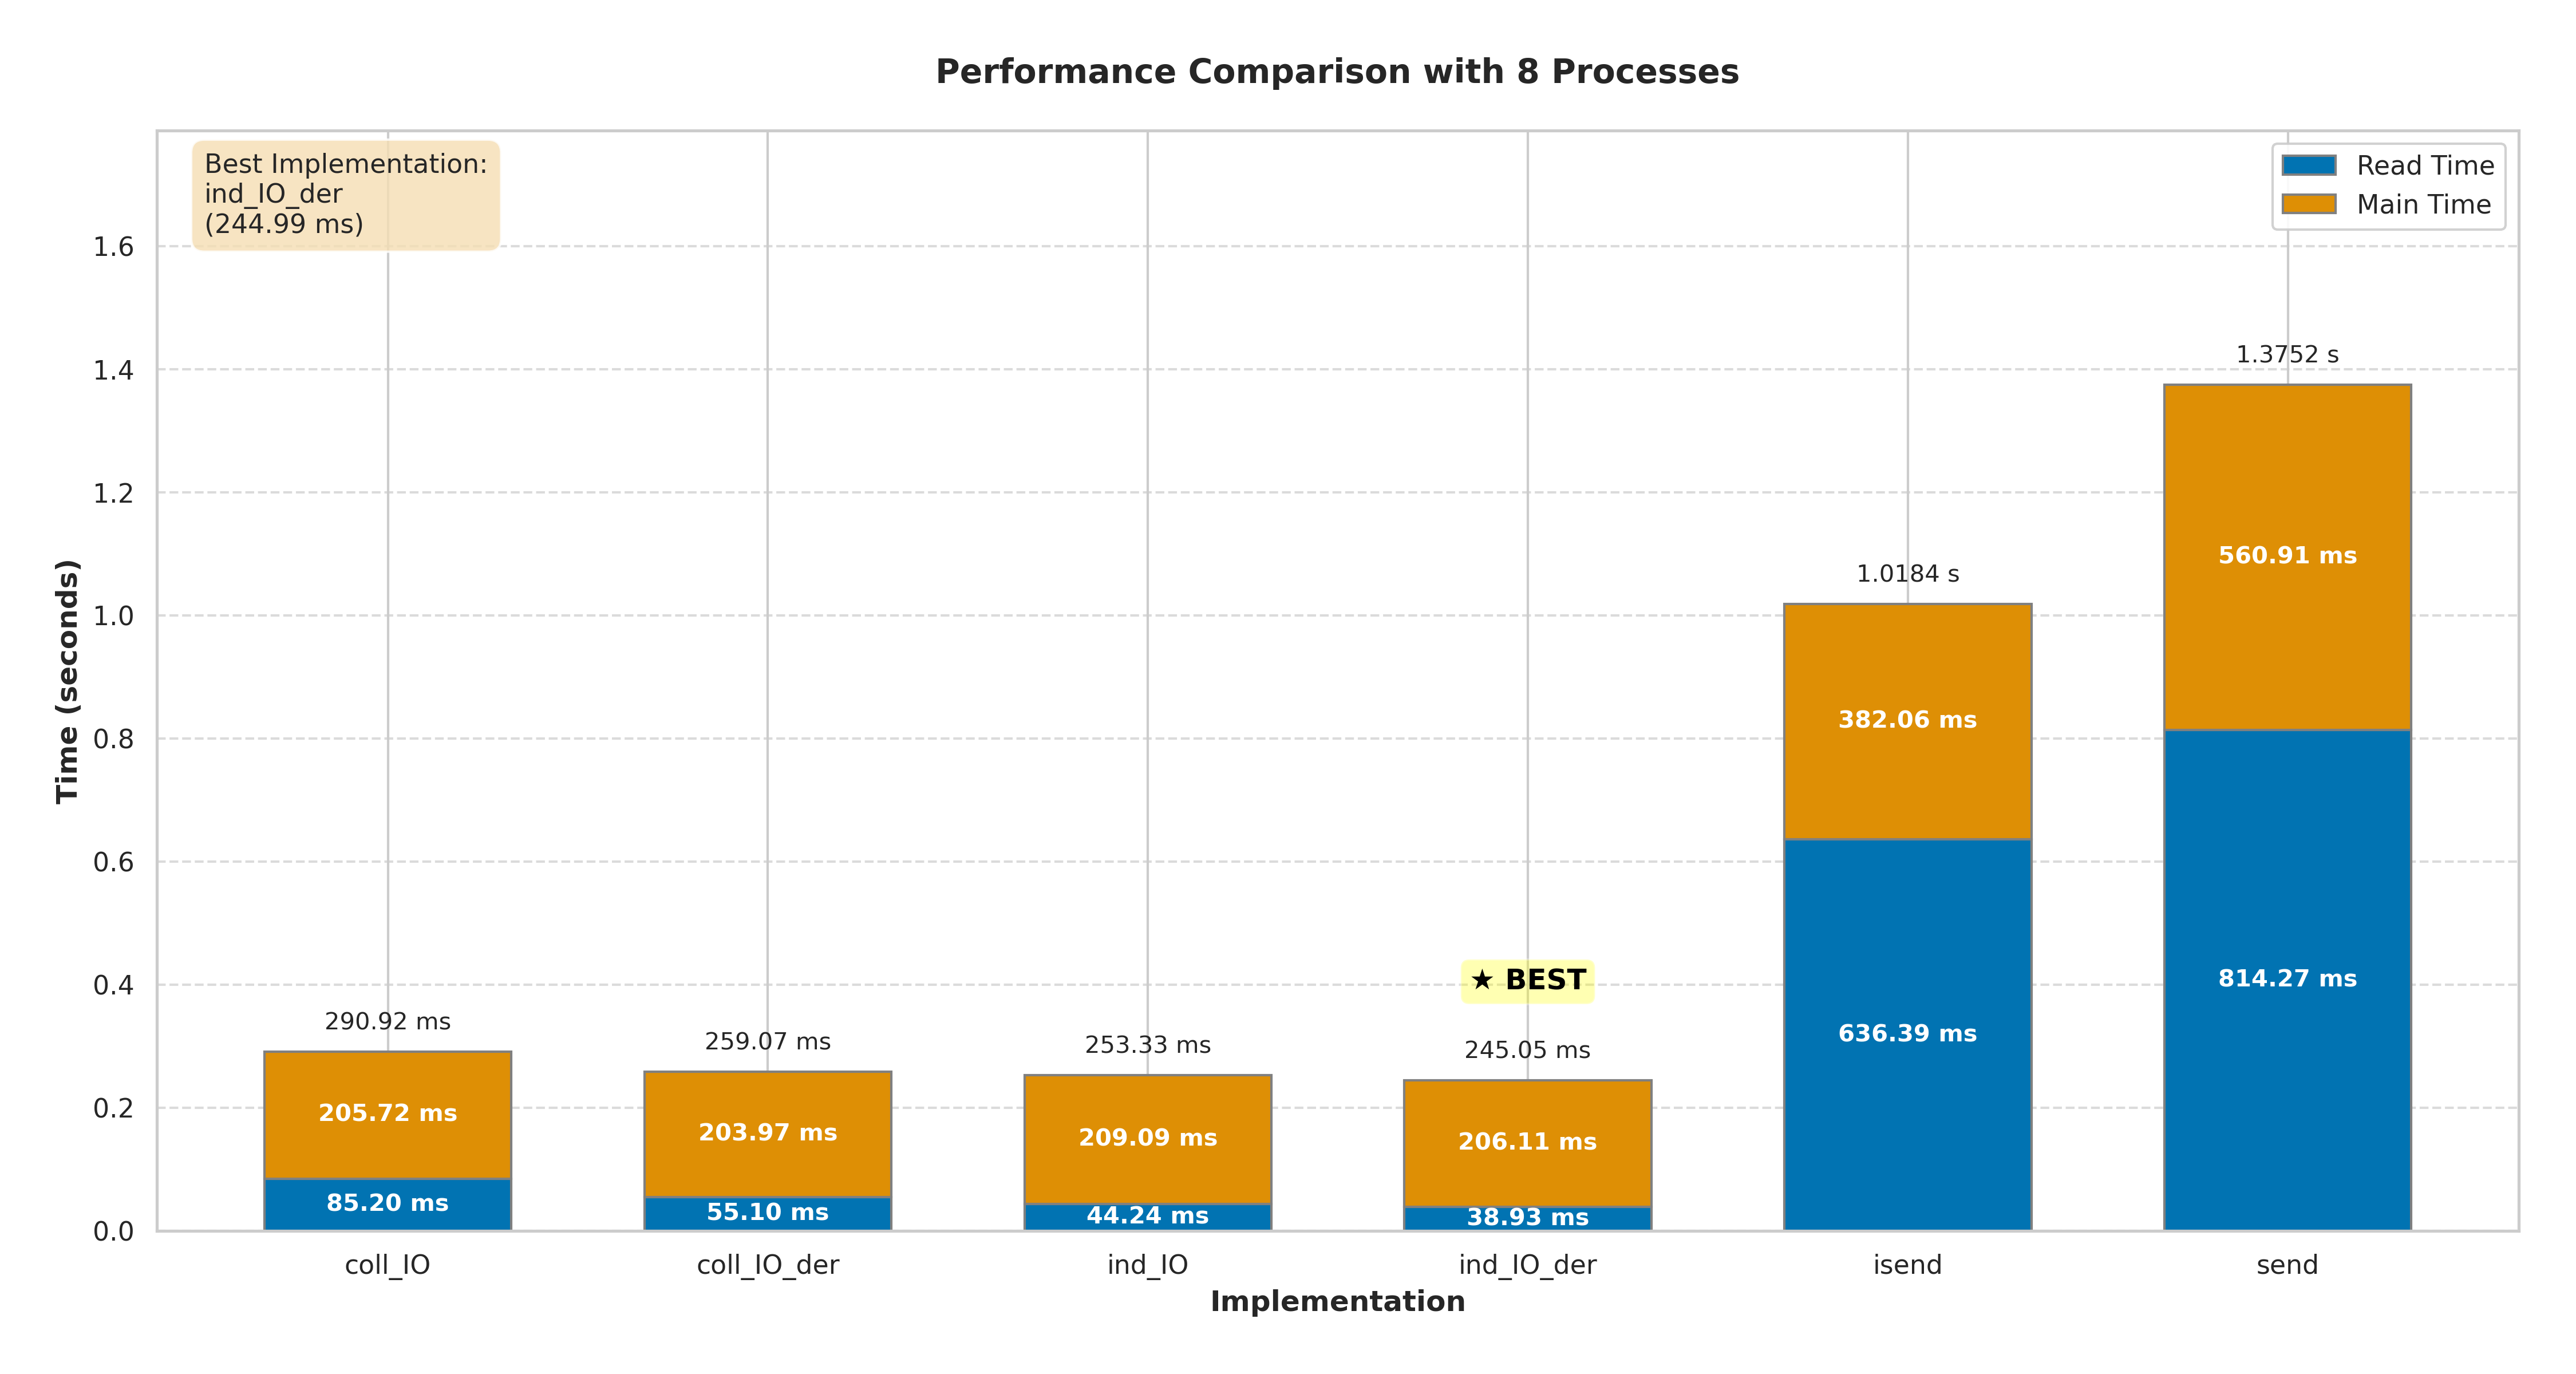 Performance Comparison with 8 Processes
Best Implementation:
ind_IO_der
(244.99 ms)
Read Time
Main Time
Time (seconds)
1.6
1.4
1.2
1.0
0.8
0.6
0.4
0.2
0.0
290.92 ms
205.72 ms
85.20 ms
259.07 ms
203.97 ms
55.10 ms
253.33 ms
209.09 ms
44.24 ms
★ BEST
245.05 ms
206.11 ms
38.93 ms
1.0184 s
382.06 ms
636.39 ms
1.3752 s
560.91 ms
814.27 ms
coll_IO
coll_IO_der
ind_IO
ind_IO_der
isend
send
Implementation